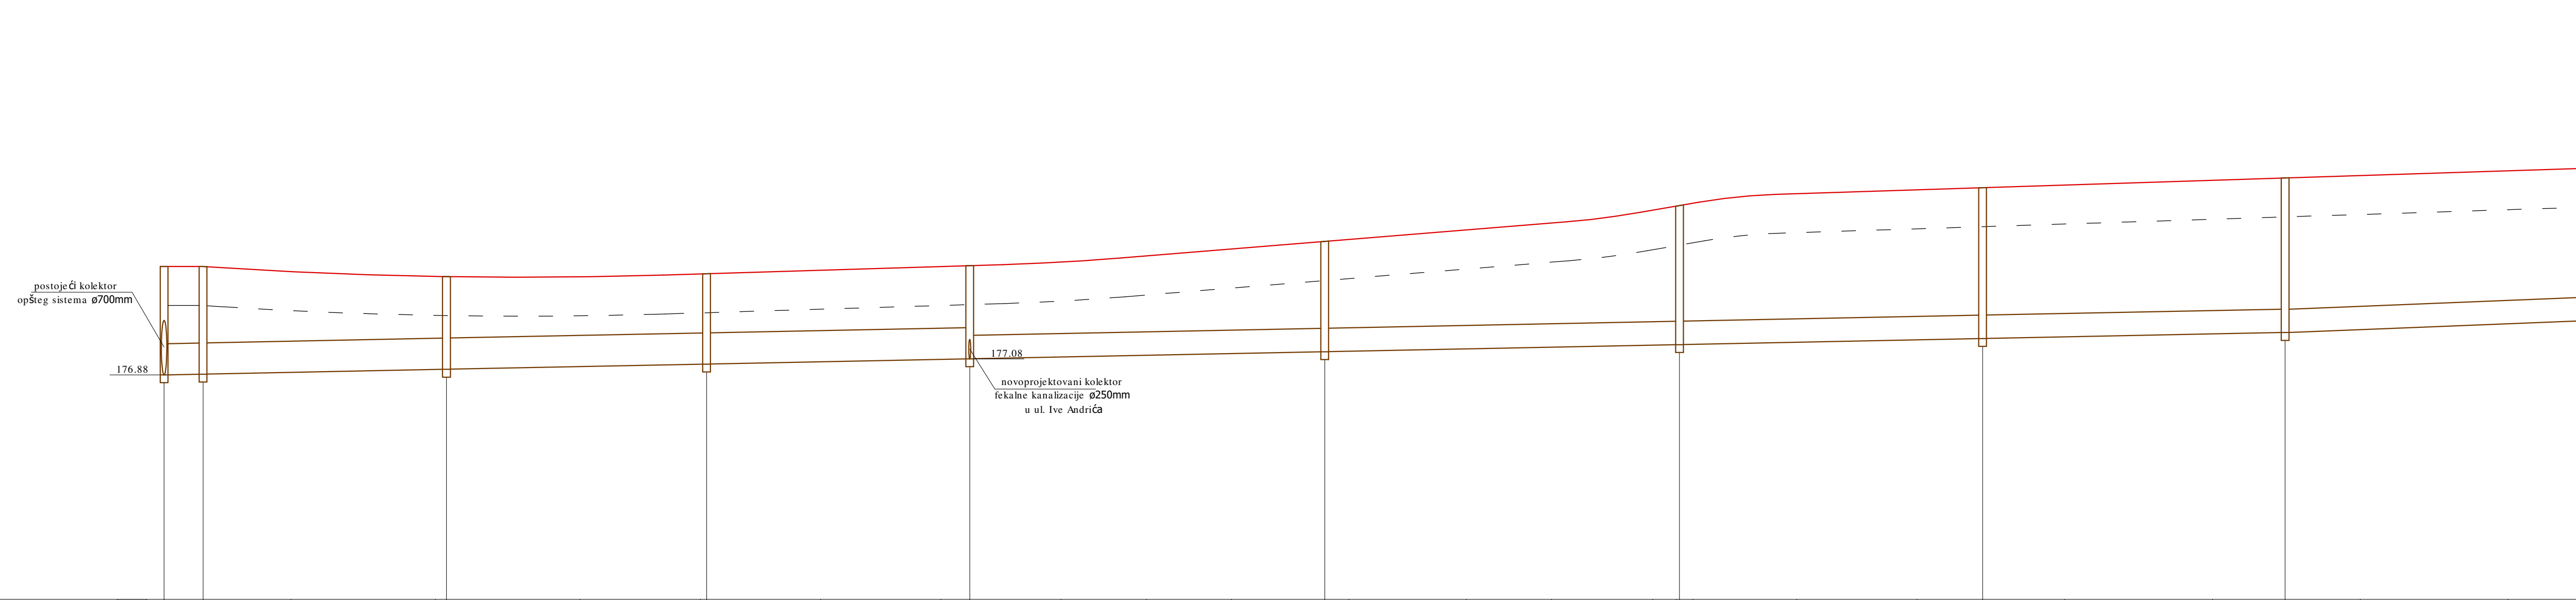 postojeći kolektor
opšteg sistema ø700mm
176.88
177.08
novoprojektovani kolektor
fekalne kanalizacije ø250mm
u ul. Ive Andrića